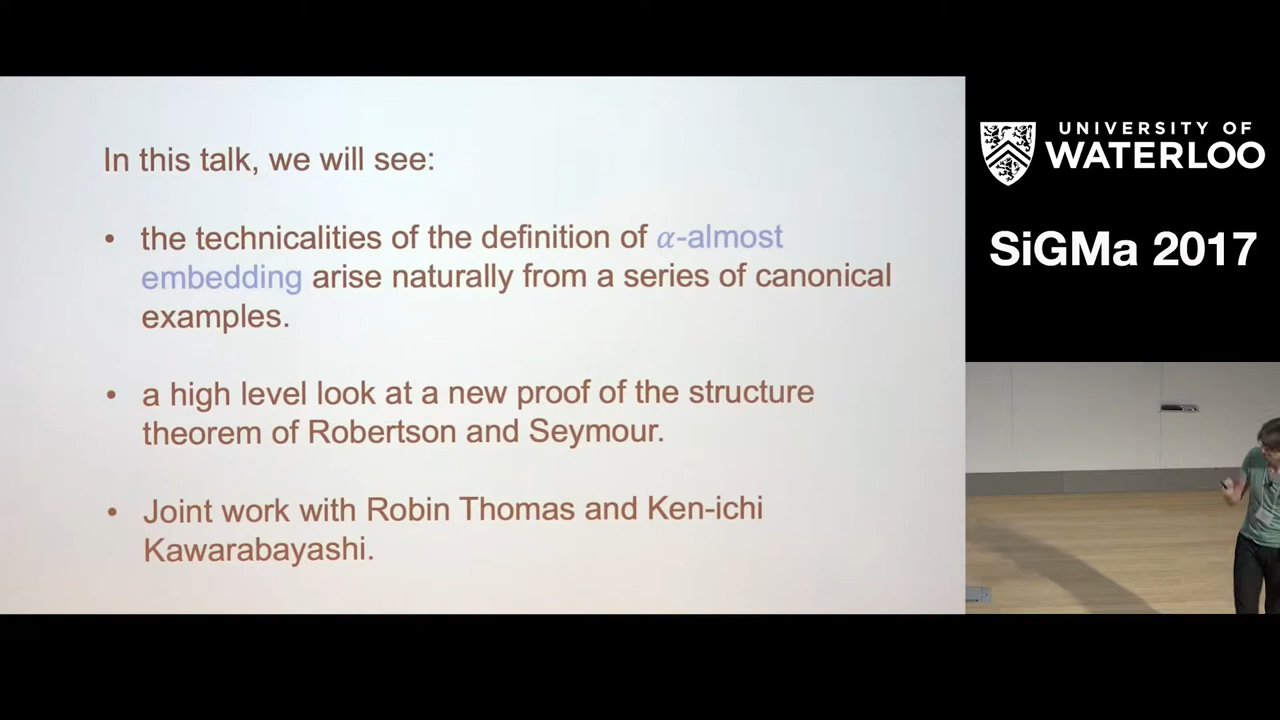 In this talk, we will see:
• the technicalities of the definition of α-almost
embedding arise naturally from a series of canonical
examples.
• a high level look at a new proof of the structure
theorem of Robertson and Seymour.
• Joint work with Robin Thomas and Ken-ichi
Kawarabayashi.
UNIVERSITY OF
WATERLOO
SiGMa 2017